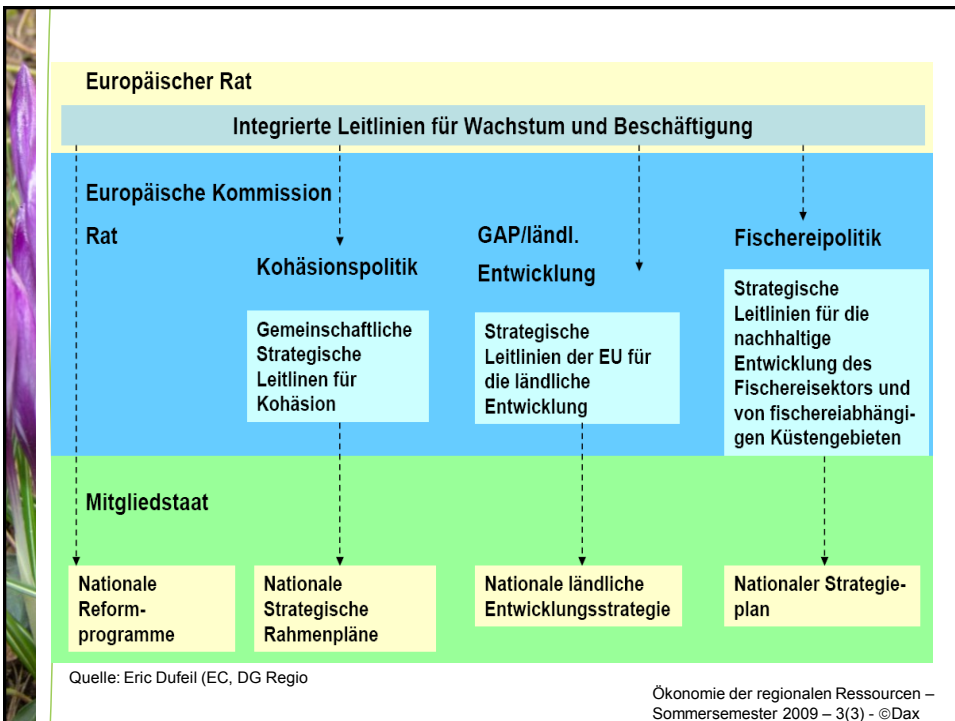 Europäischer Rat
Integrierte Leitlinien für Wachstum und Beschäftigung
Europäische Kommission
Rat
Kohäsionspolitik
GAP/ländl.
Entwicklung
Fischereipolitik
Gemeinschaftliche
Strategische
Leitlinen für
Kohäsion
Strategische
Leitlinien der EU für
die ländliche
Entwicklung
Strategische
Leitlinien für die
nachhaltige
Entwicklung des
Fischereisektors und
von fischereiabhängi-
gen Küstengebieten
Mitgliedstaat
Nationale
Reform-
programme
Nationale
Strategische
Rahmenpläne
Nationale ländliche
Entwicklungsstrategie
Nationaler Strategie-
plan
Quelle: Eric Dufeil (EC, DG Regio
Ökonomie der regionalen Ressourcen –
Sommersemester 2009 – 3(3) - ©Dax